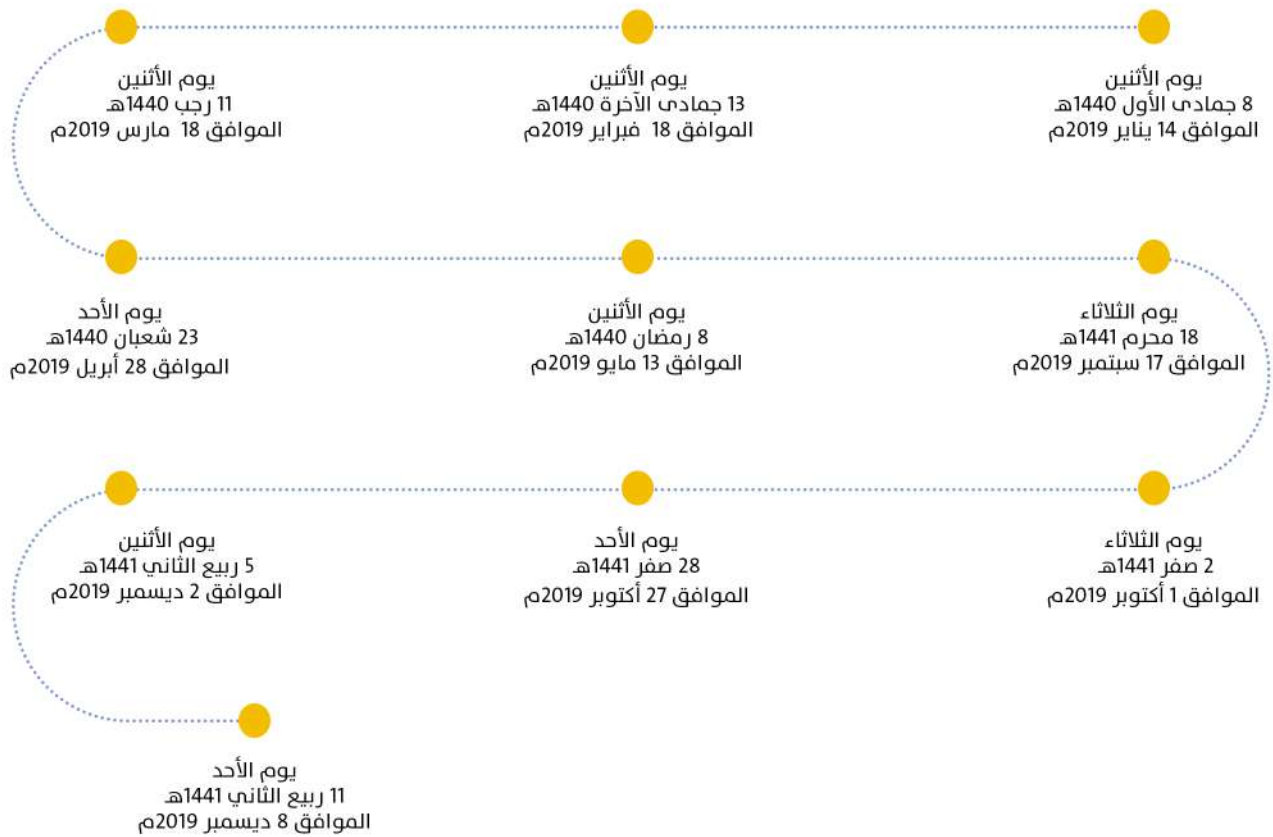 يوم الأثنين
8 جمادى الأول 1440هـ
الموافق 14 يناير 2019م
يوم الأثنين
13 جمادى الآخرة 1440هـ
الموافق 18 فبراير 2019م
يوم الأثنين
11 رجب 1440هـ
الموافق 18 مارس 2019م
يوم الأحد
23 شعبان 1440هـ
الموافق 28 أبريل 2019م
يوم الأثنين
8 رمضان 1440هـ
الموافق 13 مايو 2019م
يوم الثلاثاء
18 محرم 1441هـ
الموافق 17 سبتمبر 2019م
يوم الثلاثاء
2 صفر 1441هـ
الموافق 1 أكتوبر 2019م
يوم الأحد
28 صفر 1441هـ
الموافق 27 أكتوبر 2019م
يوم الأثنين
5 ربيع الثاني 1441هـ
الموافق 2 ديسمبر 2019م
يوم الأحد
11 ربيع الثاني 1441هـ
الموافق 8 ديسمبر 2019م